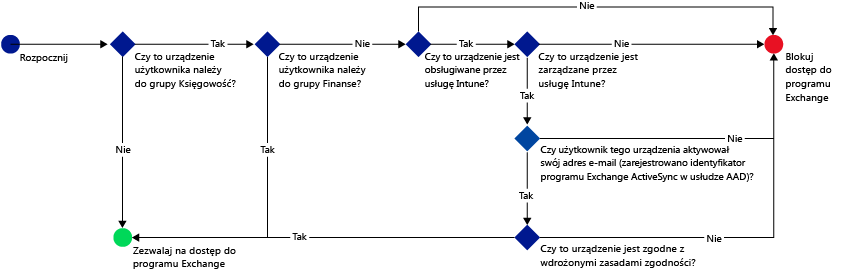 Nie
Rozpocznij
Tak
Nie
Tak
Nie
Czy to urządzenie
użytkownika należy
do grupy Księgowość?
Czy to urządzenie
użytkownika należy
do grupy Finanse?
Czy to urządzenie jest
obsługiwane przez
usługę Intune?
Czy to urządzenie jest
zarządzane przez
usługę Intune?
Blokuj
dostęp do
programu
Exchange
Tak
Nie
Nie
Tak
Czy użytkownik tego urządzenia aktywował
swój adres e-mail (zarejestrowano identyfikator
programu Exchange ActiveSync w usłudze AAD)?
Tak
Tak
Nie
Zezwalaj na dostęp do
programu Exchange
Czy to urządzenie jest zgodne z
wdrożonymi zasadami zgodności?